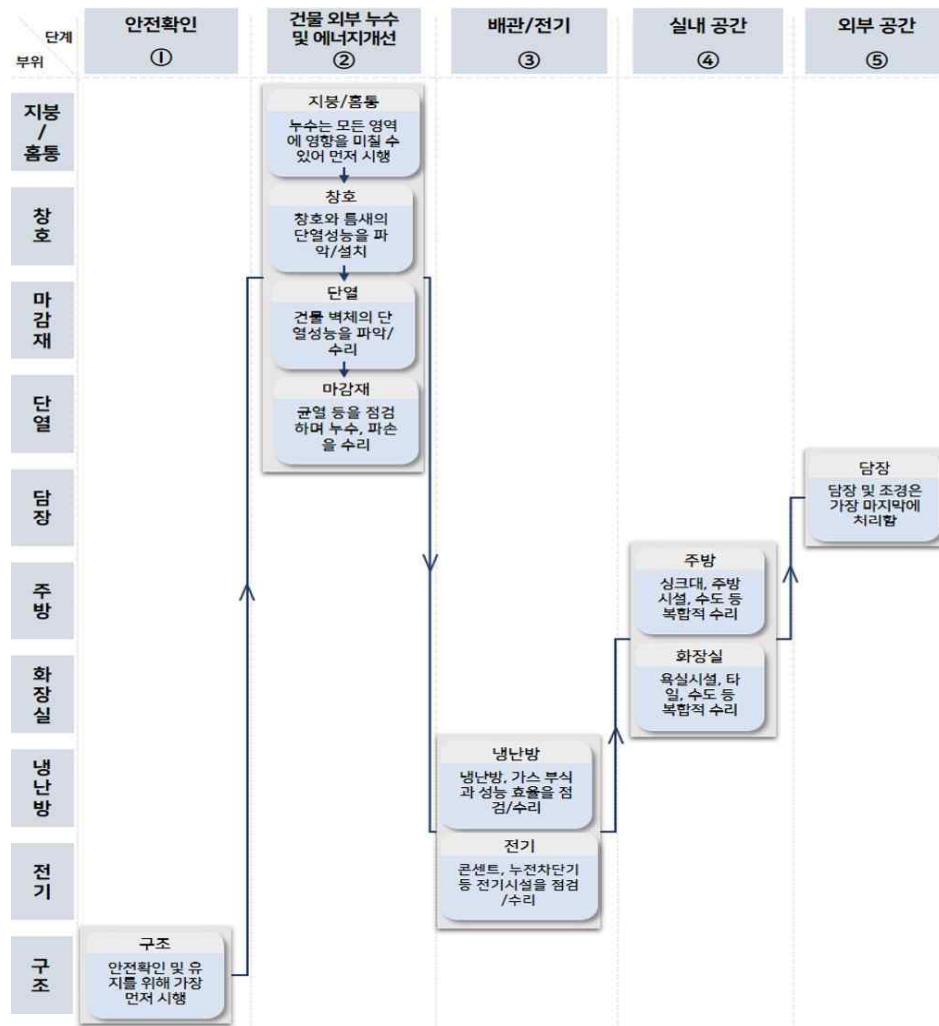 단계
부위
안전확인
①
건물 외부 누수
및 에너지개선
②
배관/전기
③
실내 공간
④
외부 공간
⑤
지붕
/
홈통
창
호
마
감
재
단
열
담
장
주
방
화
장
실
냉
난
방
전
기
구
조
구조
안전확인 및 유
지를 위해 가장
먼저 시행
지붕/홈통
누수는 모든 영역
에 영향을 미칠 수
있어 먼저 시행
창호
창호와 틈새의
단열성능을 파
악/설치
단열
건물 벽체의 단
열성능을 파악/
수리
마감재
균열 등을 점검
하며 누수, 파손
을 수리
냉난방
냉난방, 가스 부식
과 성능 효율을 점
검/수리
전기
콘센트, 누전차단기
등 전기시설을 점검
/수리
주방
싱크대, 주방
시설, 수도 등
복합적 수리
화장실
욕실시설, 타
일, 수도 등
복합적 수리
담장
담장 및 조경은
가장 마지막에
처리함